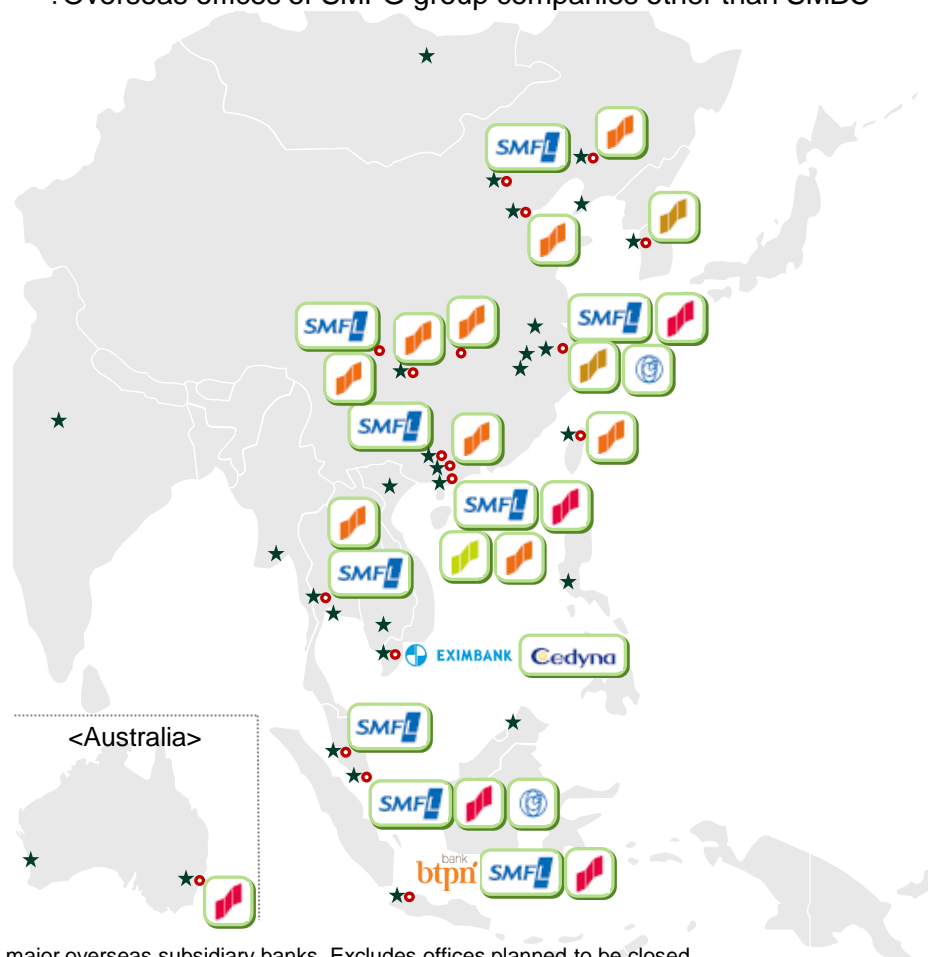 : Overseas offices of SMFG group companies other than SMBC
SMFL
SMFL
SMFL
SMFL
SMFL
SMFL
EXIMBANK Cedyna
<Australia>
SMFL
SMFL
bank
btpn SMFL
major overseas subsidiary banks. Excludes offices planned to be closed